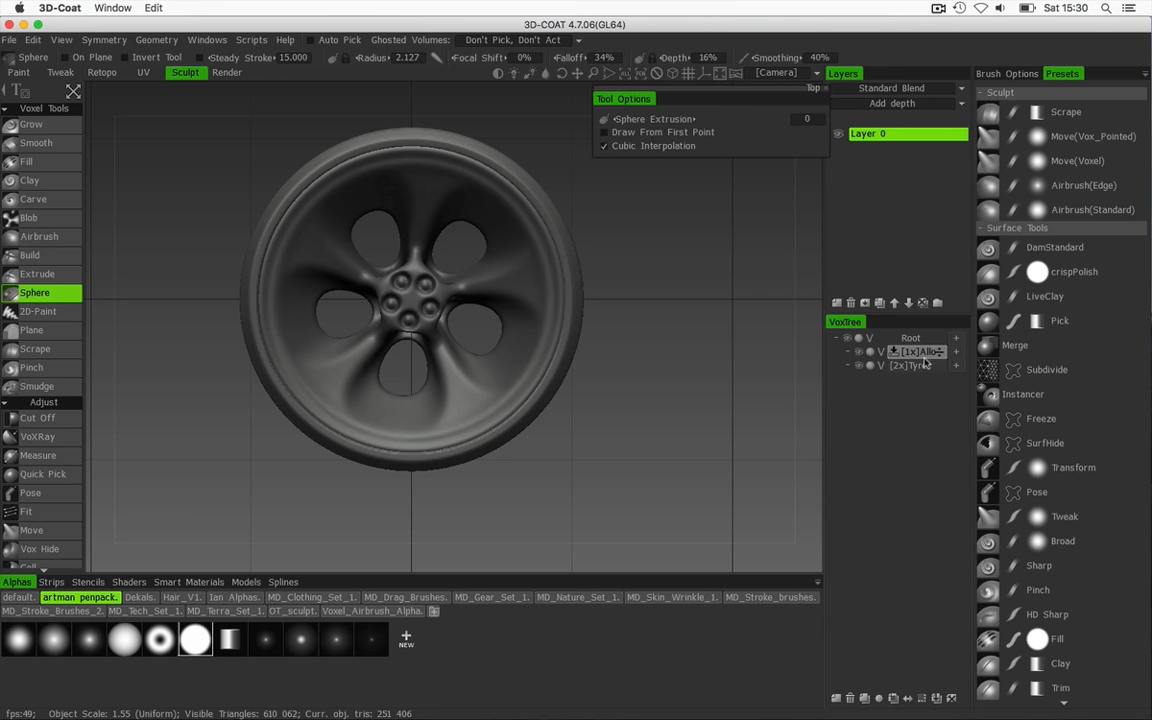 3D-Coat Window Edit Sat 15:30
3D-COAT 4.7.06(GL64)
File Edit View Symmetry Geometry Windows Scripts Help Auto Pick Ghosted Volumes: Don't Pick, Don't Act
Sphere On Plane Invert Tool Steady Stroke 15.000 Radius 2.127 Focal Shift 0% Falloff 34% Depth 16% Smoothing 40%
Paint Tweak Retopo UV Sculpt Render [Camera] Layers Brush Options Presets
Top
Standard Blend
Add depth
Layer 0
Tool Options
Sphere Extrusion 0
Draw From First Point
Cubic Interpolation
Voxel Tools
Grow
Smooth
Fill
Clay
Carve
Blob
Airbrush
Build
Extrude
Sphere
2D-Paint
Plane
Scrape
Pinch
Smudge
Adjust
Cut Off
VoXRay
Measure
Quick Pick
Pose
Fit
Move
Vox Hide
VoxTree
V Root +
V [1x]Allo +
V [2x]Tyre +
Sculpt
Scrape
Move(Vox_Pointed)
Move(Voxel)
Airbrush(Edge)
Airbrush(Standard)
Surface Tools
DamStandard
crispPolish
LiveClay
Pick
Merge
Subdivide
Instancer
Freeze
SurfHide
Transform
Pose
Tweak
Broad
Sharp
Pinch
HD Sharp
Fill
Clay
Trim
Alphas Strips Stencils Shaders Smart Materials Models Splines
default. artman penpack. Dekals. Hair_V1. Ian Alphas. MD_Clothing_Set_1. MD_Drag_Brushes. MD_Gear_Set_1. MD_Nature_Set_1. MD_Skin_Wrinkle_1. MD_Stroke_brushes.
MD_Stroke_Brushes_2. MD_Tech_Set_1. MD_Terra_Set_1. OT_sculpt. Voxel_Airbrush_Alpha.
NEW
fps:49; Object Scale: 1.55 (Uniform); Visible Triangles: 610 062; Curr. obj, tris: 251 406